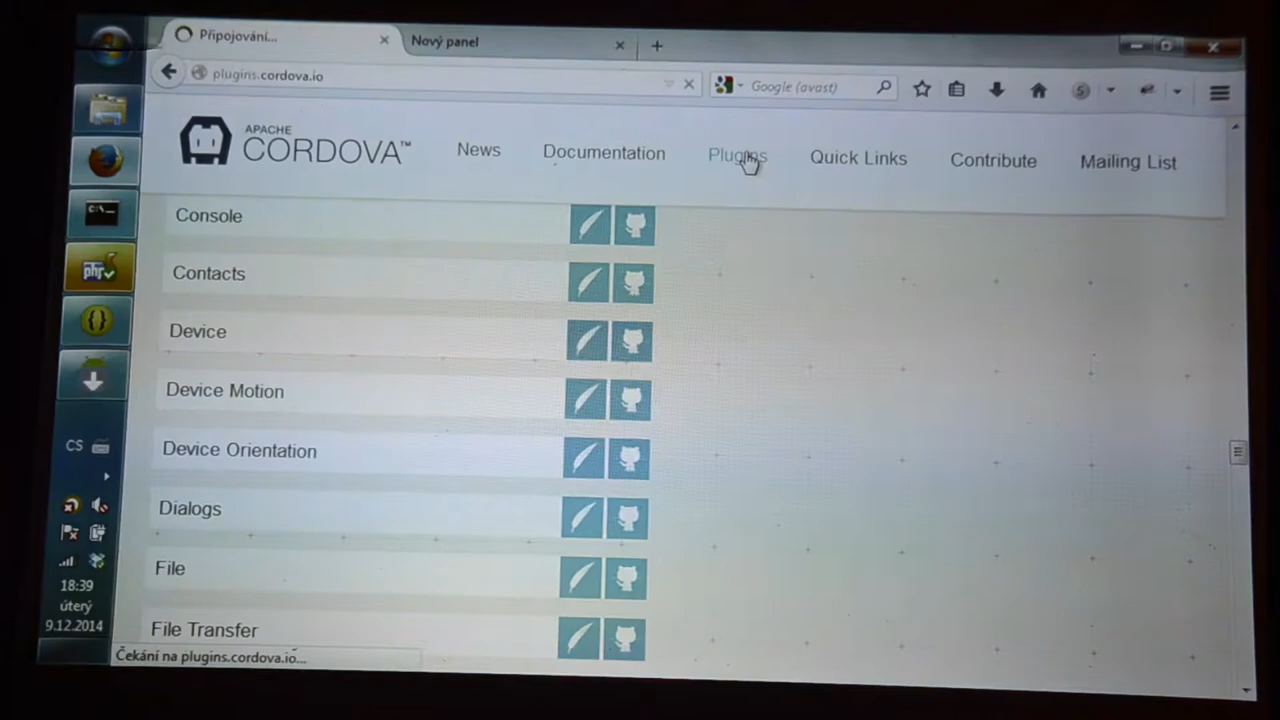 Připojování...
Nový panel
plugins.cordova.io
Google (avast)
APACHE
CORDOVA™
News
Documentation
Plugins
Quick Links
Contribute
Mailing List
Console
Contacts
Device
Device Motion
Device Orientation
Dialogs
File
File Transfer
C:\
php
{}
CS
18:39
úterý
9.12.2014
Čekání na plugins.cordova.io...